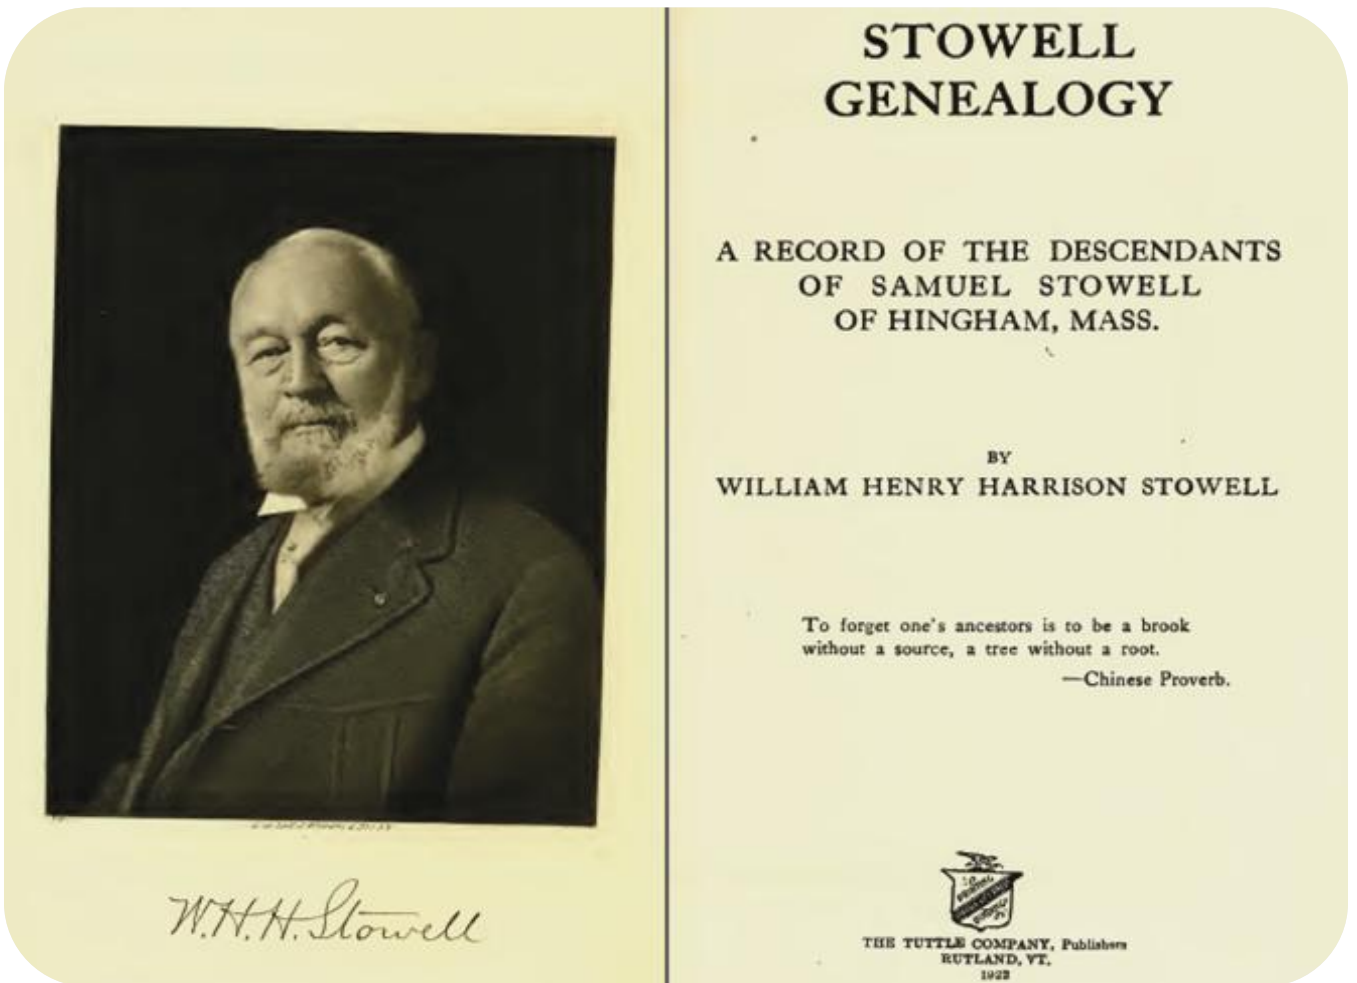 W.H.H. Stowell
STOWELL
GENEALOGY
A RECORD OF THE DESCENDANTS
OF SAMUEL STOWELL
OF HINGHAM, MASS.
BY
WILLIAM HENRY HARRISON STOWELL
To forget one's ancestors is to be a brook
without a source, a tree without a root.
—Chinese Proverb.
THE TUTTLE COMPANY, Publishers
RUTLAND, VT.
1922